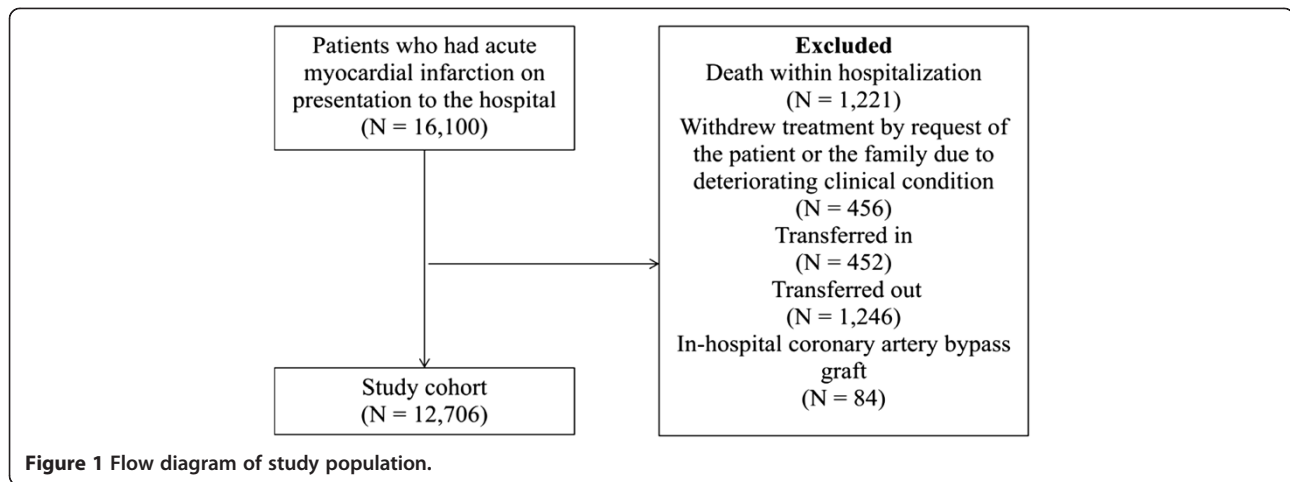 Patients who had acute
myocardial infarction on
presentation to the hospital
(N = 16,100)
Excluded
Death within hospitalization
(N = 1,221)
Withdrew treatment by request of
the patient or the family due to
deteriorating clinical condition
(N = 456)
Transferred in
(N = 452)
Transferred out
(N = 1,246)
In-hospital coronary artery bypass
graft
(N = 84)
Study cohort
(N = 12,706)
Figure 1 Flow diagram of study population.